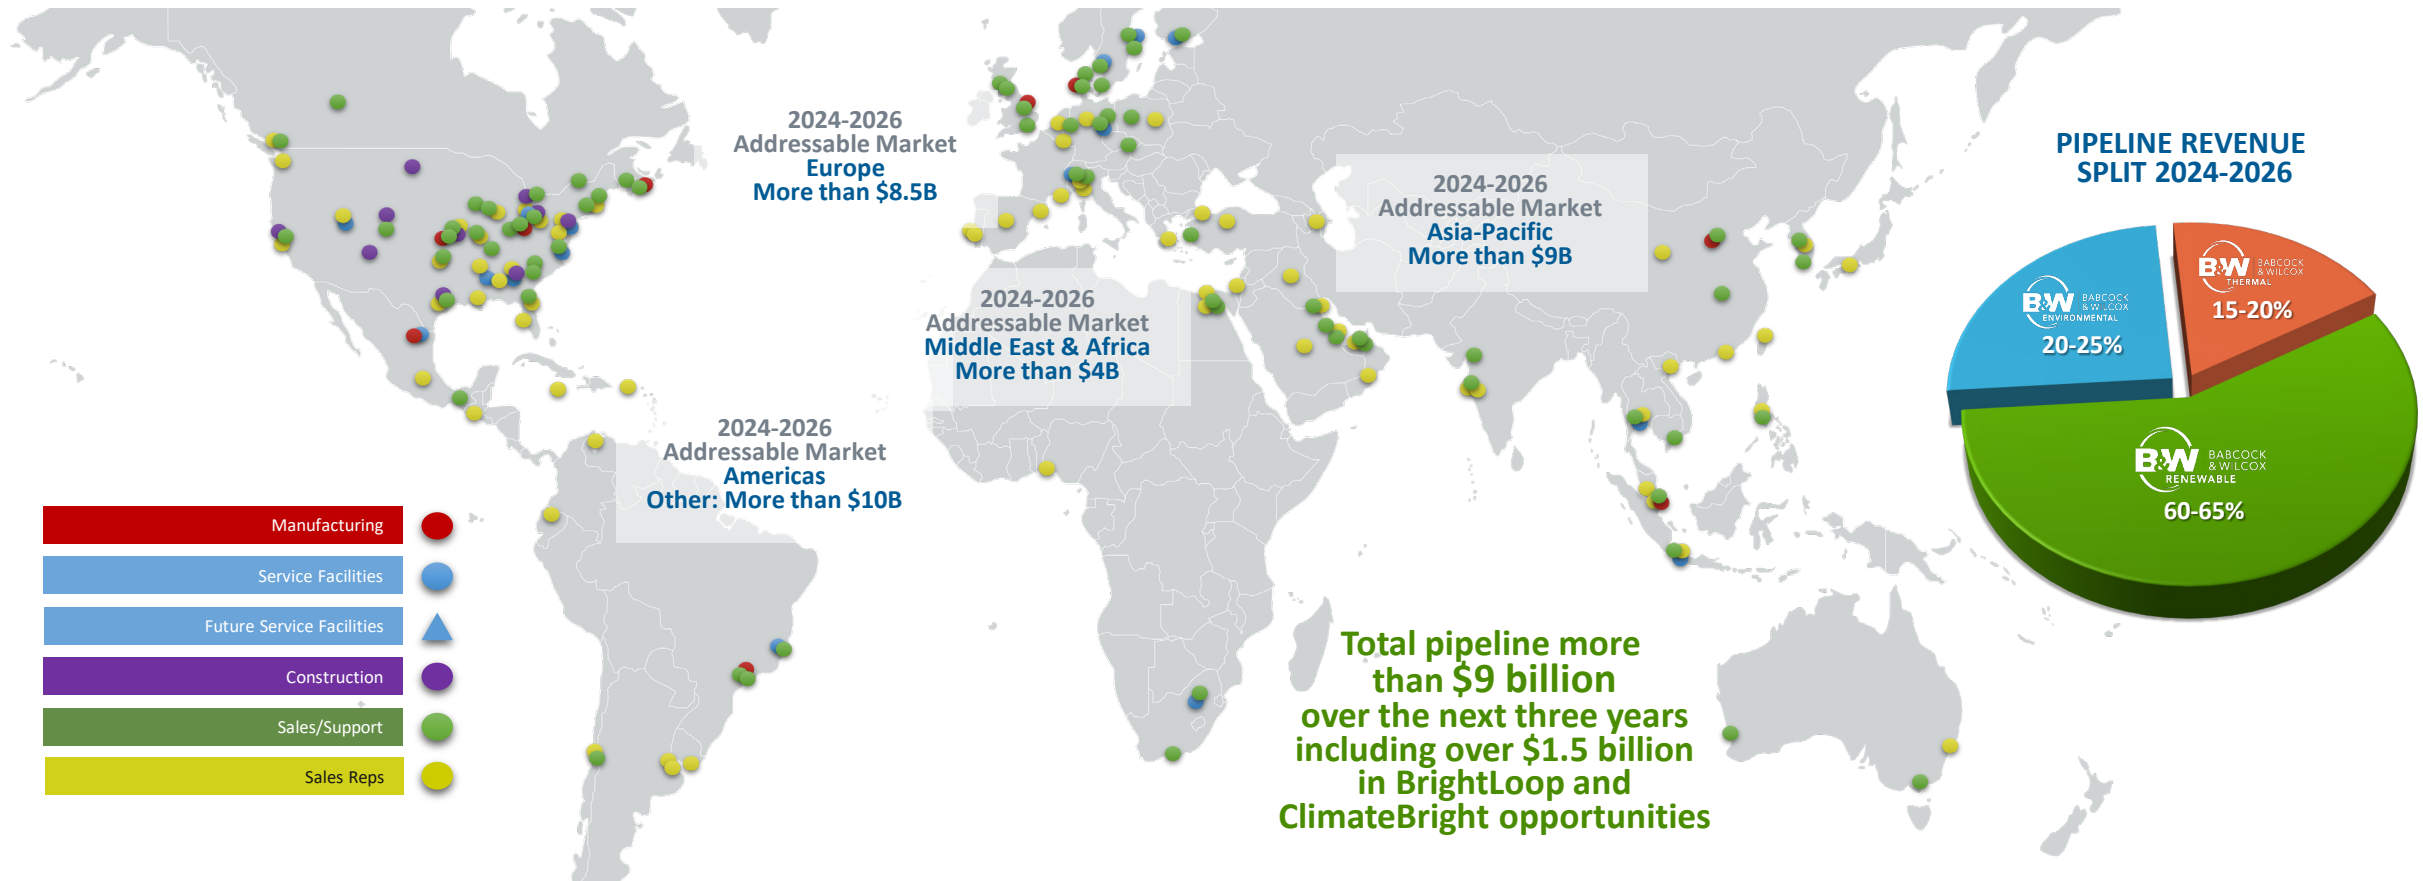 2024-2026
Addressable Market
Europe
More than $8.5B
2024-2026
Addressable Market
Asia-Pacific
More than $9B
2024-2026
Addressable Market
Middle East & Africa
More than $4B
2024-2026
Addressable Market
Americas
Other: More than $10B
Manufacturing
Service Facilities
Future Service Facilities
Construction
Sales/Support
Sales Reps
Total pipeline more
than $9 billion
over the next three years
including over $1.5 billion
in BrightLoop and
ClimateBright opportunities
PIPELINE REVENUE
SPLIT 2024-2026
B&W BABCOCK
& WILCOX
THERMAL
15-20%
B&W BABCOCK
& WILCOX
ENVIRONMENTAL
20-25%
B&W BABCOCK
& WILCOX
RENEWABLE
60-65%